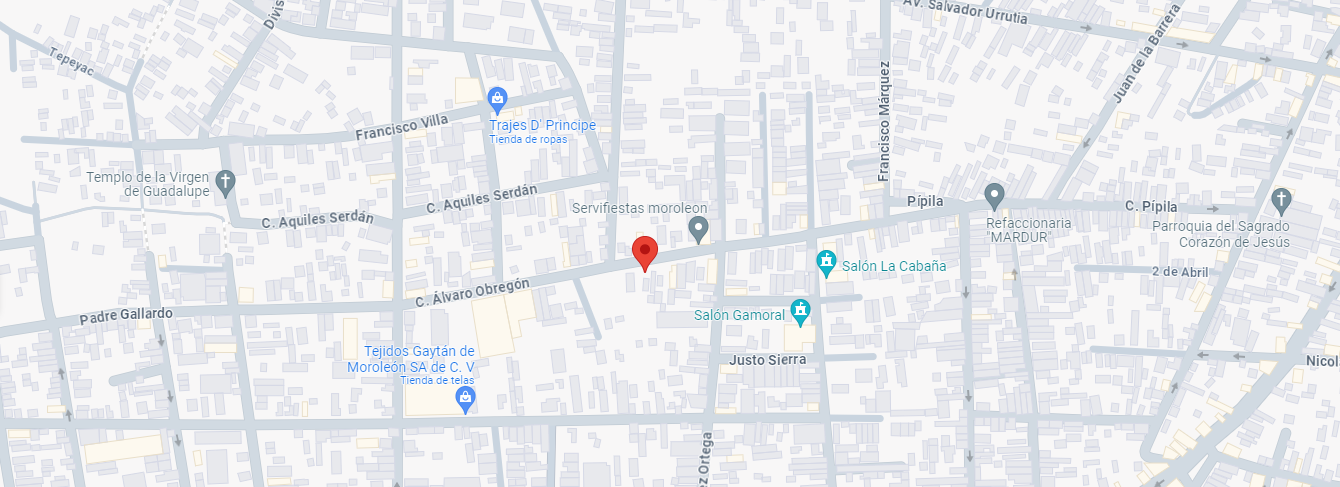 AV. Salvador Urrutia
Divis
Tepeyac
Juan de la Barrera
Francisco Márquez
Francisco Villa
Trajes D' Principe
Tienda de ropas
Templo de la Virgen
de Guadalupe
C. Aquiles Serdán
C. Aquiles Serdán
Servifiestas moroleon
Pípila
C. Pípila
Refaccionaria
"MARDUR"
Parroquia del Sagrado
Corazón de Jesús
Salón La Cabaña
2 de Abril
C. Álvaro Obregón
Padre Gallardo
Salón Gamoral
Tejidos Gaytán de
Moroleón SA de C. V
Tienda de telas
Justo Sierra
Nicol
ez Ortega